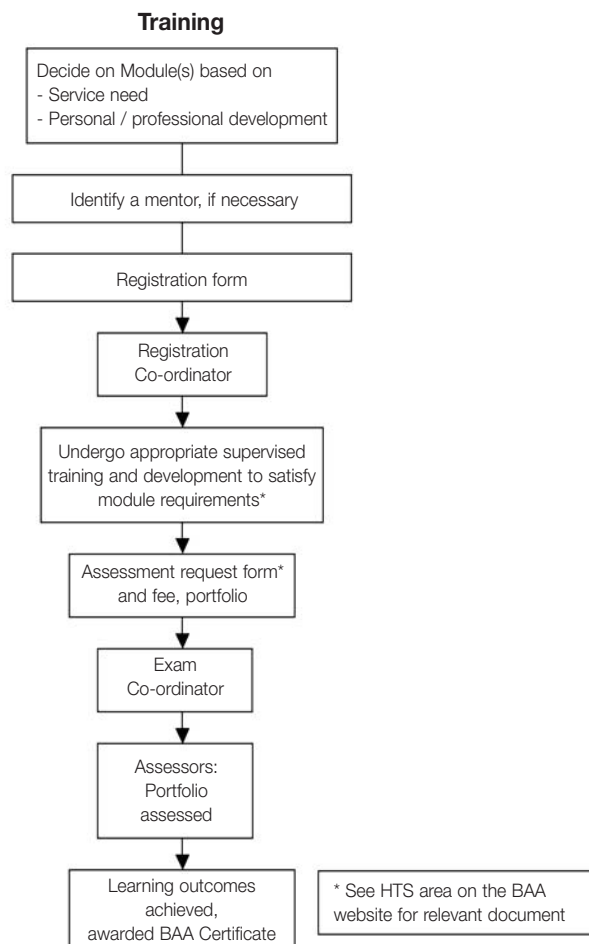 Training
Decide on Module(s) based on
- Service need
- Personal / professional development
Identify a mentor, if necessary
Registration form
Registration
Co-ordinator
Undergo appropriate supervised
training and development to satisfy
module requirements*
Assessment request form*
and fee, portfolio
Exam
Co-ordinator
Assessors:
Portfolio
assessed
Learning outcomes
achieved,
awarded BAA Certificate
* See HTS area on the BAA
website for relevant document